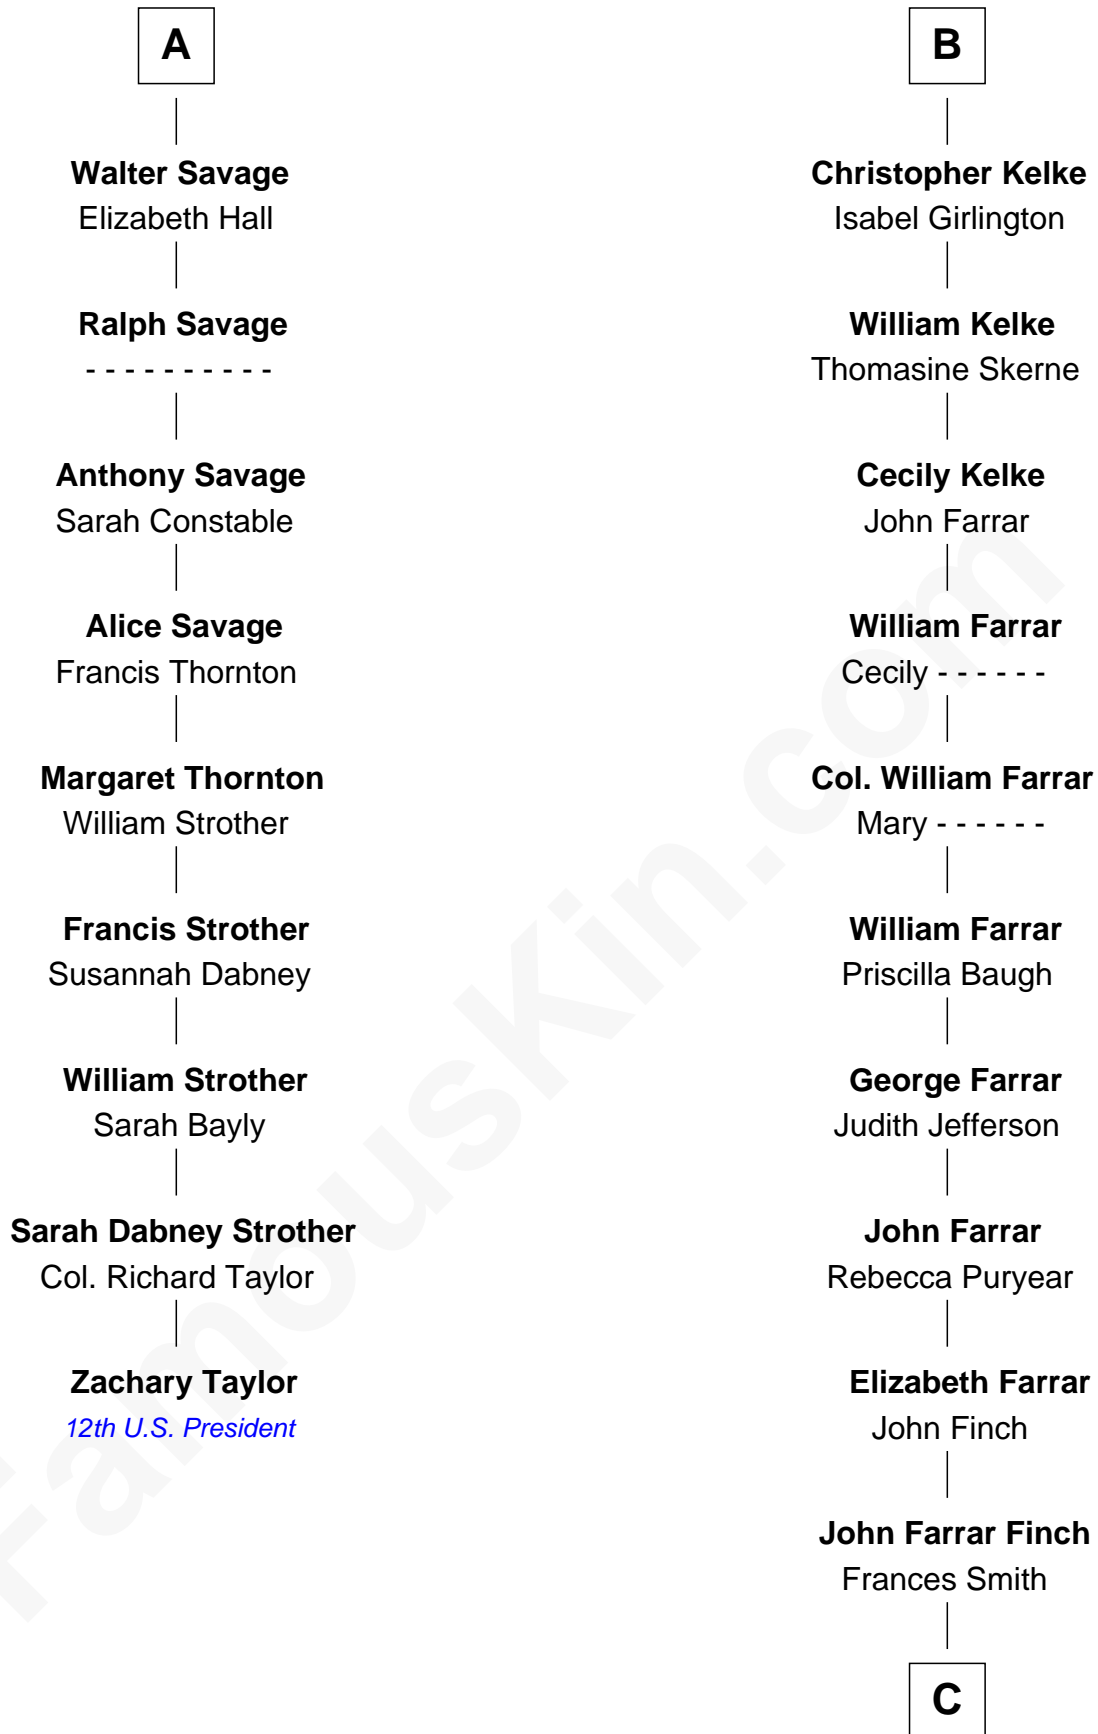 A
Walter Savage
Elizabeth Hall
Ralph Savage
- - - - - - - - - -
Anthony Savage
Sarah Constable
Alice Savage
Francis Thornton
Margaret Thornton
William Strother
Francis Strother
Susannah Dabney
William Strother
Sarah Bayly
Sarah Dabney Strother
Col. Richard Taylor
Zachary Taylor
12th U.S. President
B
Christopher Kelke
Isabel Girlington
William Kelke
Thomasine Skerne
Cecily Kelke
John Farrar
William Farrar
Cecily - - - - - -
Col. William Farrar
Mary - - - - - -
William Farrar
Priscilla Baugh
George Farrar
Judith Jefferson
John Farrar
Rebecca Puryear
Elizabeth Farrar
John Finch
John Farrar Finch
Frances Smith
C
FamousKin.com